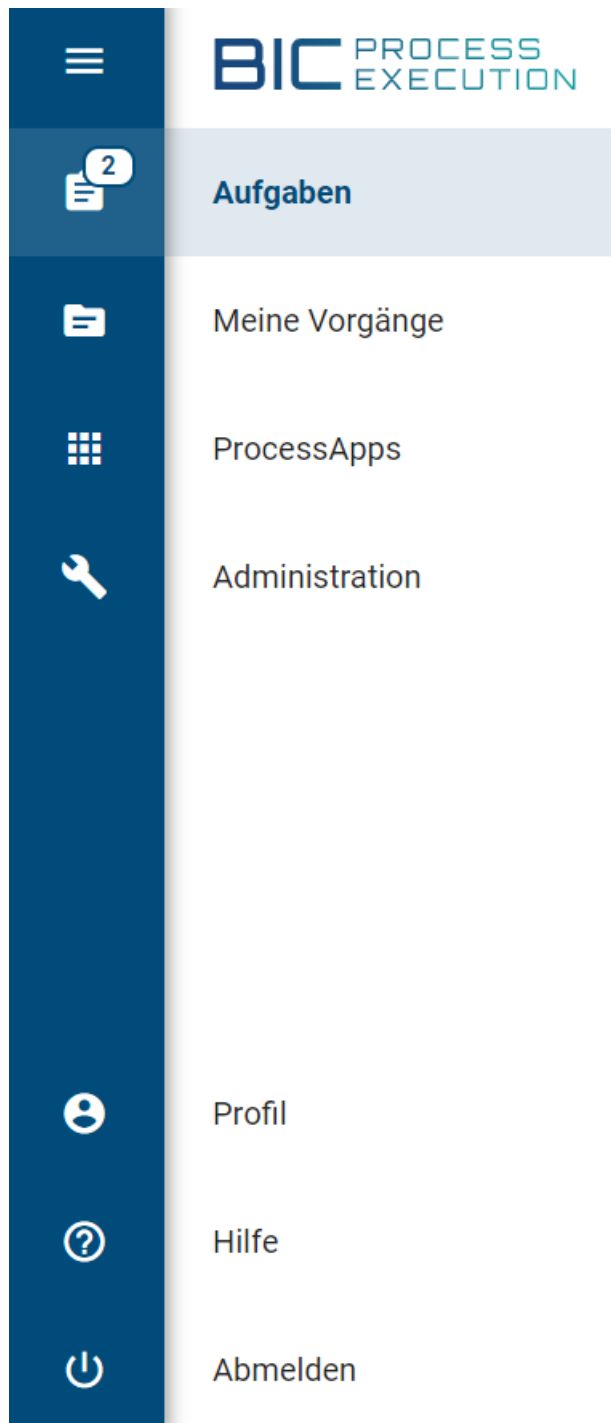 BIC PROCESS
EXECUTION
2
Aufgaben
Meine Vorgänge
ProcessApps
Administration
Profil
Hilfe
Abmelden